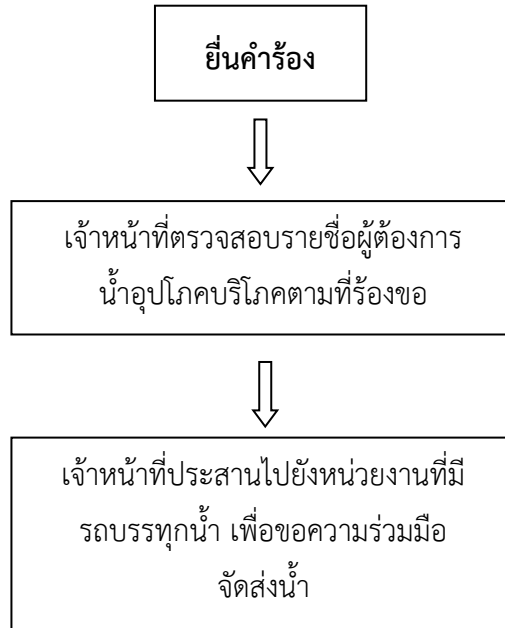 ยื่นคำร้อง
เจ้าหน้าที่ตรวจสอบรายชื่อผู้ต้องการ
น้ำอุปโภคบริโภคตามที่ร้องขอ
เจ้าหน้าที่ประสานไปยังหน่วยงานที่มี
รถบรรทุกน้ำ เพื่อขอความร่วมมือ
จัดส่งน้ำ